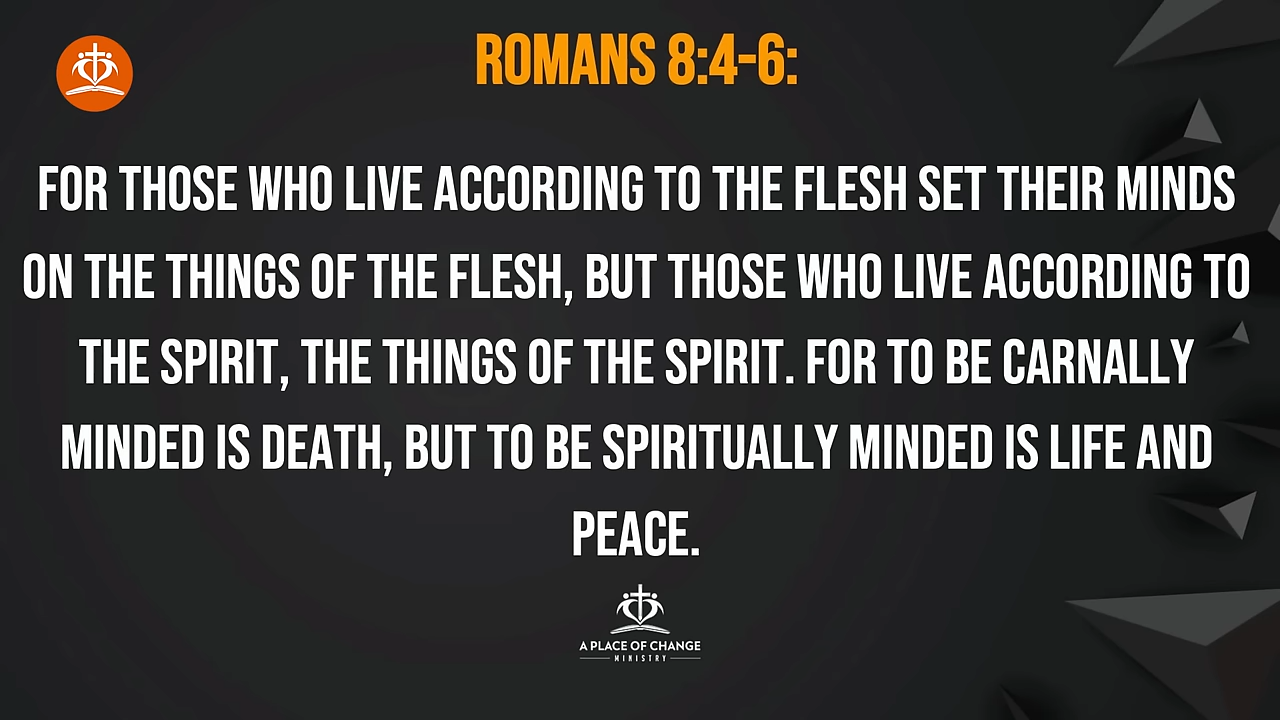 ROMANS 8:4-6:
FOR THOSE WHO LIVE ACCORDING TO THE FLESH SET THEIR MINDS
ON THE THINGS OF THE FLESH, BUT THOSE WHO LIVE ACCORDING TO
THE SPIRIT, THE THINGS OF THE SPIRIT. FOR TO BE CARNALLY
MINDED IS DEATH, BUT TO BE SPIRITUALLY MINDED IS LIFE AND
PEACE.
A PLACE OF CHANGE
MINISTRY